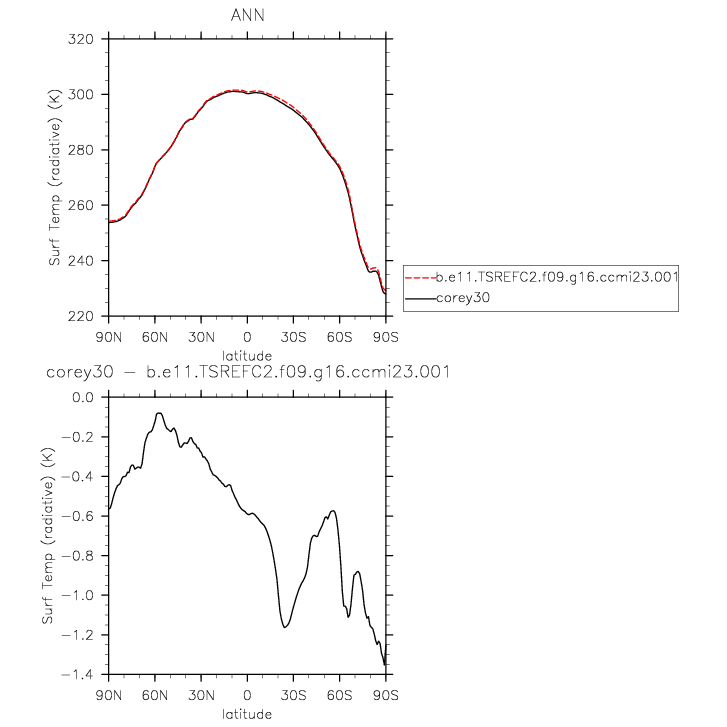 ANN
320
300
280
260
240
220
Surf Temp (radiative) (K)
90N 60N 30N 0 30S 60S 90S
latitude
b.e11.TSREFC2.f09.g16.ccmi23.001
corey30
corey30 − b.e11.TSREFC2.f09.g16.ccmi23.001
0.0
−0.2
−0.4
−0.6
−0.8
−1.0
−1.2
−1.4
Surf Temp (radiative) (K)
90N 60N 30N 0 30S 60S 90S
latitude